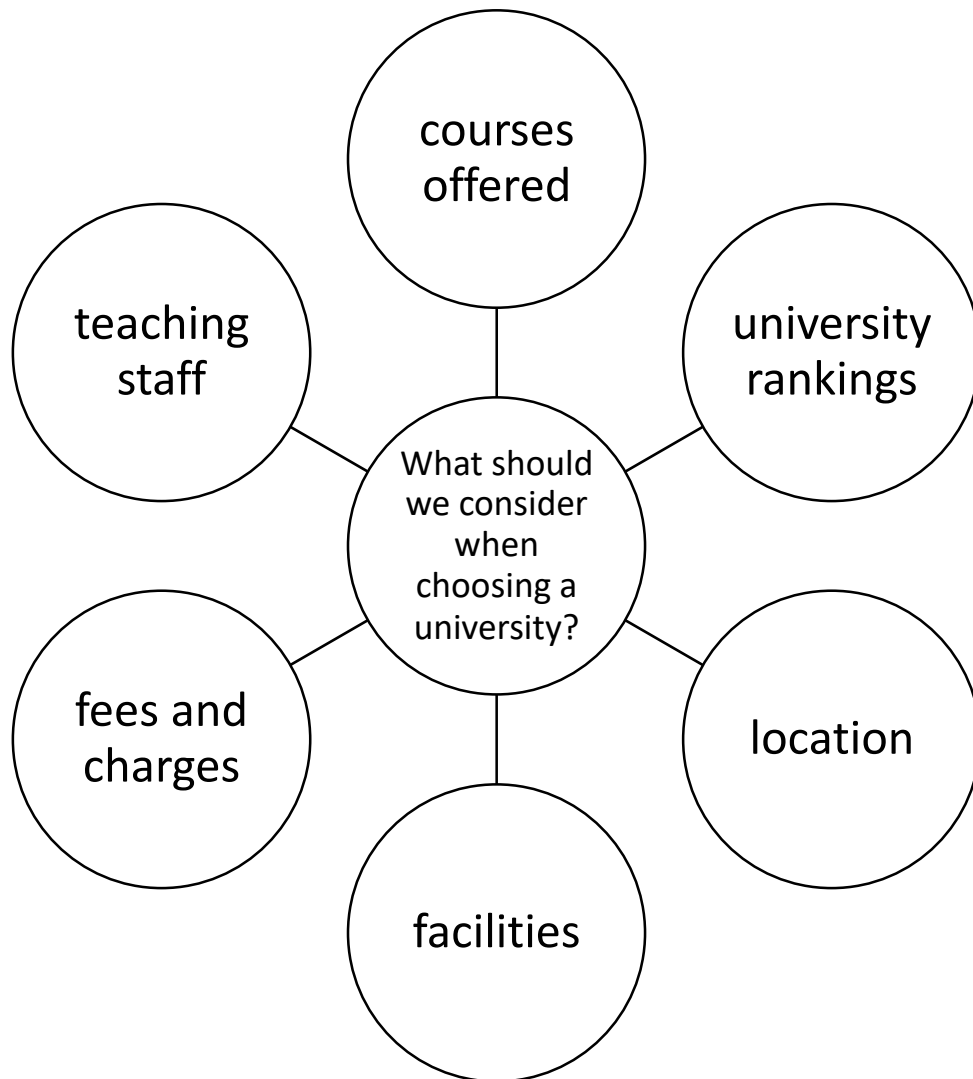 courses
offered
teaching
staff
university
rankings
What should
we consider
when
choosing a
university?
fees and
charges
location
facilities